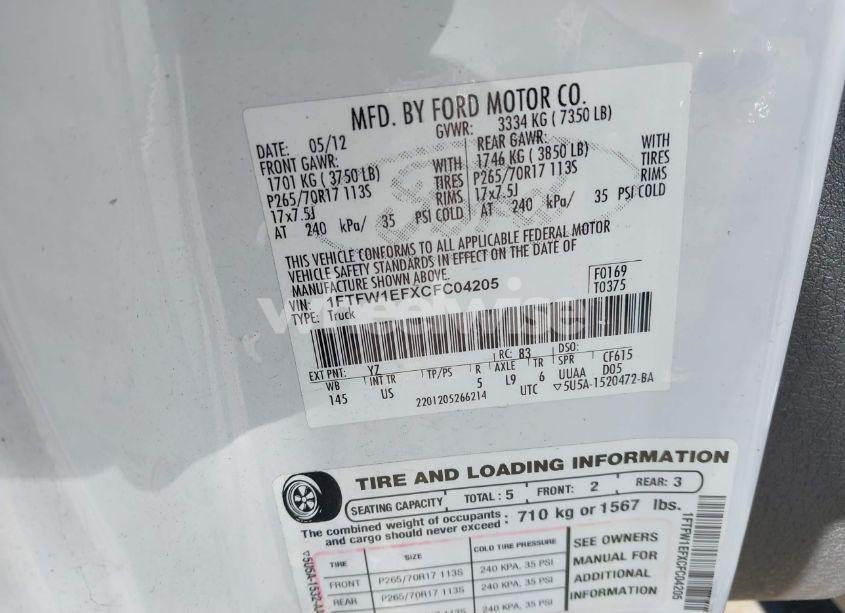 MFD. BY FORD MOTOR CO.
DATE: 05/12 GVWR: 3334 KG ( 7350 LB)
FRONT GAWR: REAR GAWR:
1701 KG ( 3750 LB) WITH 1746 KG ( 3850 LB) WITH
P265/70R17 113S TIRES P265/70R17 113S TIRES
17x7.5J RIMS 17x7.5J RIMS
AT 240 kPa/ 35 PSI COLD AT 240 kPa/ 35 PSI COLD
THIS VEHICLE CONFORMS TO ALL APPLICABLE FEDERAL MOTOR
VEHICLE SAFETY STANDARDS IN EFFECT ON THE DATE OF
MANUFACTURE SHOWN ABOVE.
VIN: 1FTFW1EFXCFC04205 F0169
TYPE: Truck T0375
wheelwise
EXT PNT: YZ RC: 83 DSO:
WB INT TR TP/PS R AXLE TR SPR CF615
145 US 5 L9 6 UUAA D05
2201205266214 UTC ▽5U5A-1520472-BA
TIRE AND LOADING INFORMATION
SEATING CAPACITY TOTAL : 5 FRONT: 2 REAR: 3
The combined weight of occupants and cargo should never exceed : 710 kg or 1567 lbs.
TIRE SIZE COLD TIRE PRESSURE
FRONT P265/70R17 113S 240 KPA, 35 PSI
REAR P265/70R17 113S 240 KPA, 35 PSI
SEE OWNERS
MANUAL FOR
ADDITIONAL
INFORMATION
1FTFW1EFXCFC04205